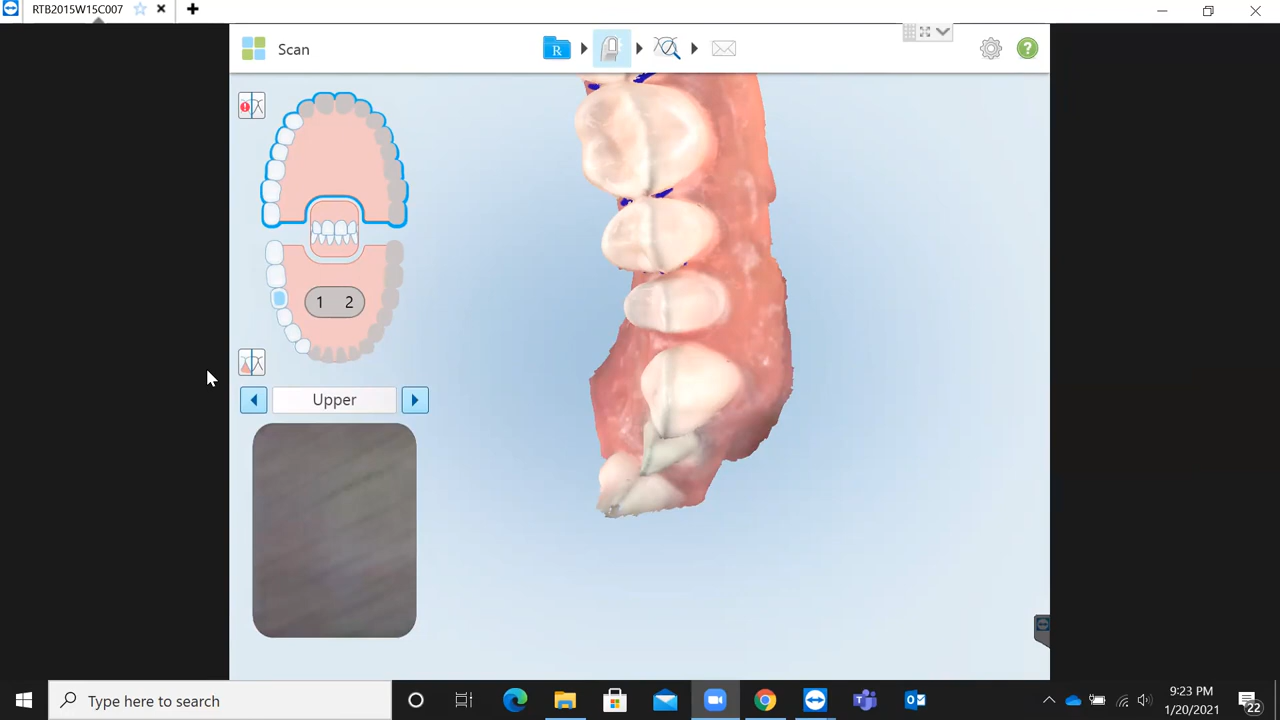 RTB2015W15C007
Scan
R
?
1 2
Upper
Type here to search
9:23 PM
1/20/2021
22